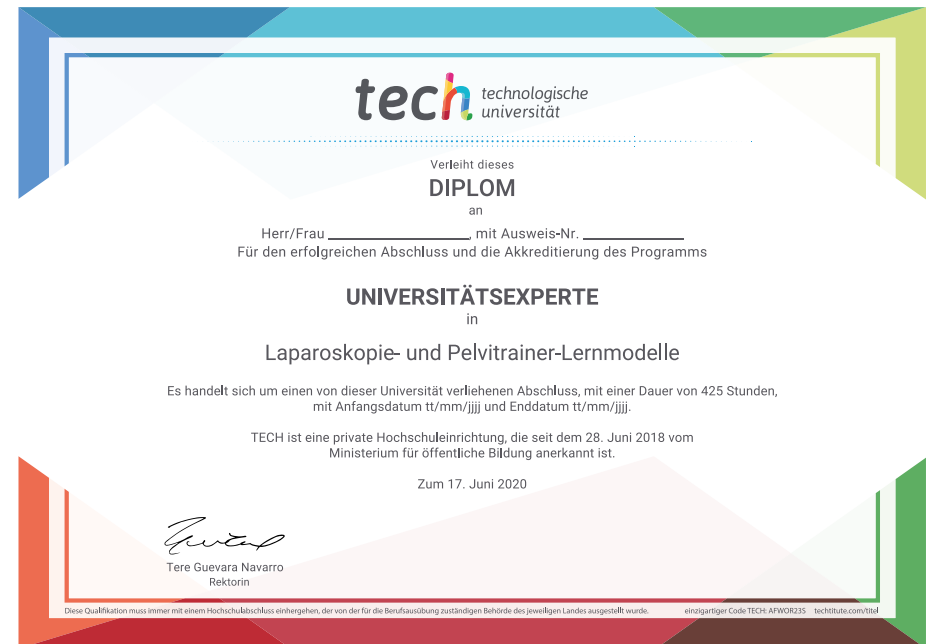 tech technologische
universität
Verleiht dieses
DIPLOM
an
Herr/Frau ____________________, mit Ausweis-Nr. ______________
Für den erfolgreichen Abschluss und die Akkreditierung des Programms
UNIVERSITÄTSEXPERTE
in
Laparoskopie- und Pelvitrainer-Lernmodelle
Es handelt sich um einen von dieser Universität verliehenen Abschluss, mit einer Dauer von 425 Stunden,
mit Anfangsdatum tt/mm/jjjj und Enddatum tt/mm/jjjj.
TECH ist eine private Hochschuleinrichtung, die seit dem 28. Juni 2018 vom
Ministerium für öffentliche Bildung anerkannt ist.
Zum 17. Juni 2020
Tere Guevara Navarro
Rektorin
Diese Qualifikation muss immer mit einem Hochschulabschluss einhergehen, der von der für die Berufsausübung zuständigen Behörde des jeweiligen Landes ausgestellt wurde. einzigartiger Code TECH: AFWOR235 techtitute.com/titel